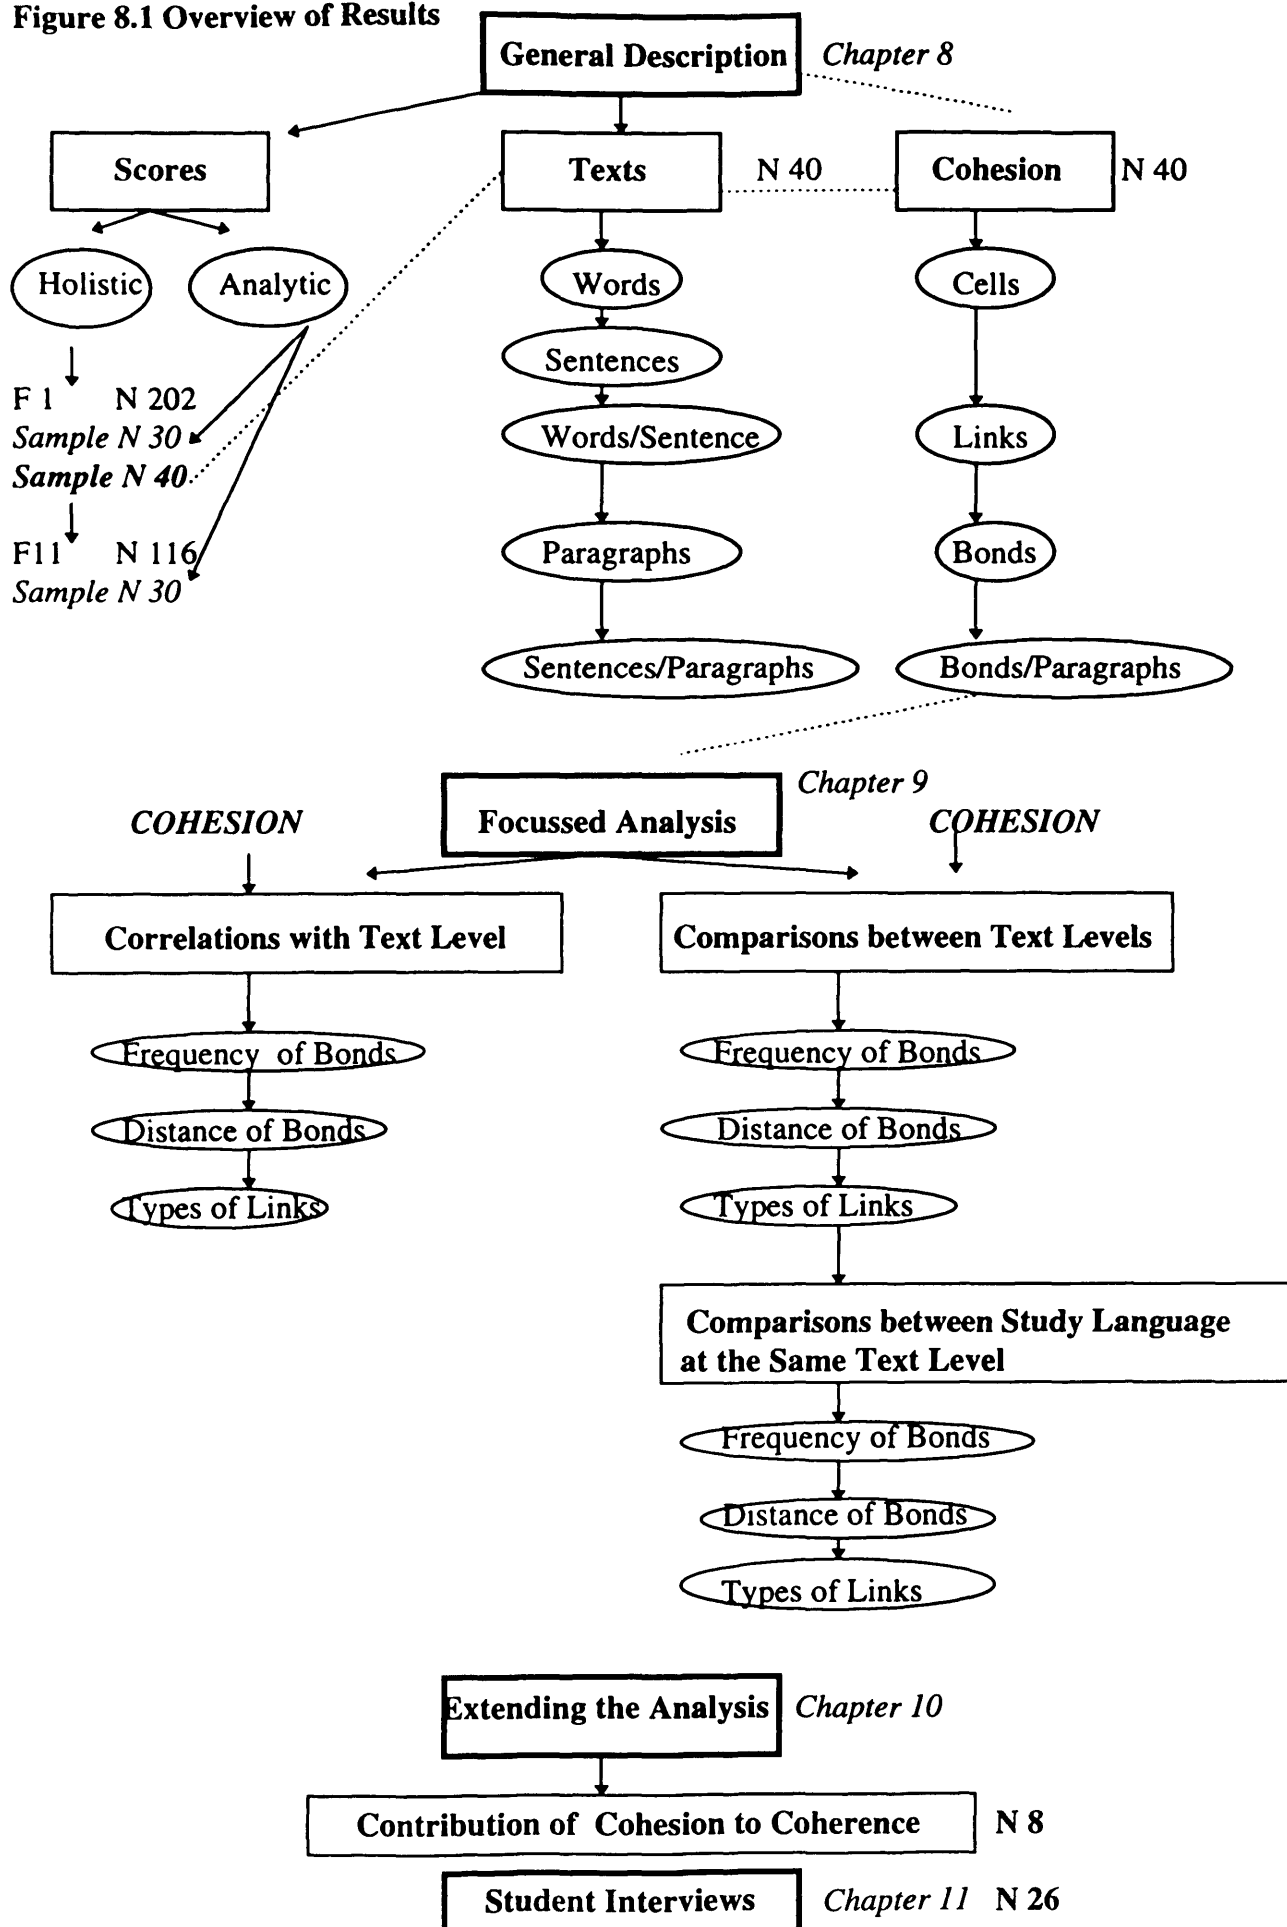 Figure 8.1 Overview of Results
General Description Chapter 8
Scores
Texts N 40
Cohesion N 40
Holistic
Analytic
F 1 N 202
Sample N 30
Sample N 40
F11 N 116
Sample N 30
Words
Sentences
Words/Sentence
Paragraphs
Sentences/Paragraphs
Cells
Links
Bonds
Bonds/Paragraphs
Focussed Analysis Chapter 9
COHESION
COHESION
Correlations with Text Level
Frequency of Bonds
Distance of Bonds
Types of Links
Comparisons between Text Levels
Frequency of Bonds
Distance of Bonds
Types of Links
Comparisons between Study Language
at the Same Text Level
Frequency of Bonds
Distance of Bonds
Types of Links
Extending the Analysis Chapter 10
Contribution of Cohesion to Coherence N 8
Student Interviews Chapter 11 N 26